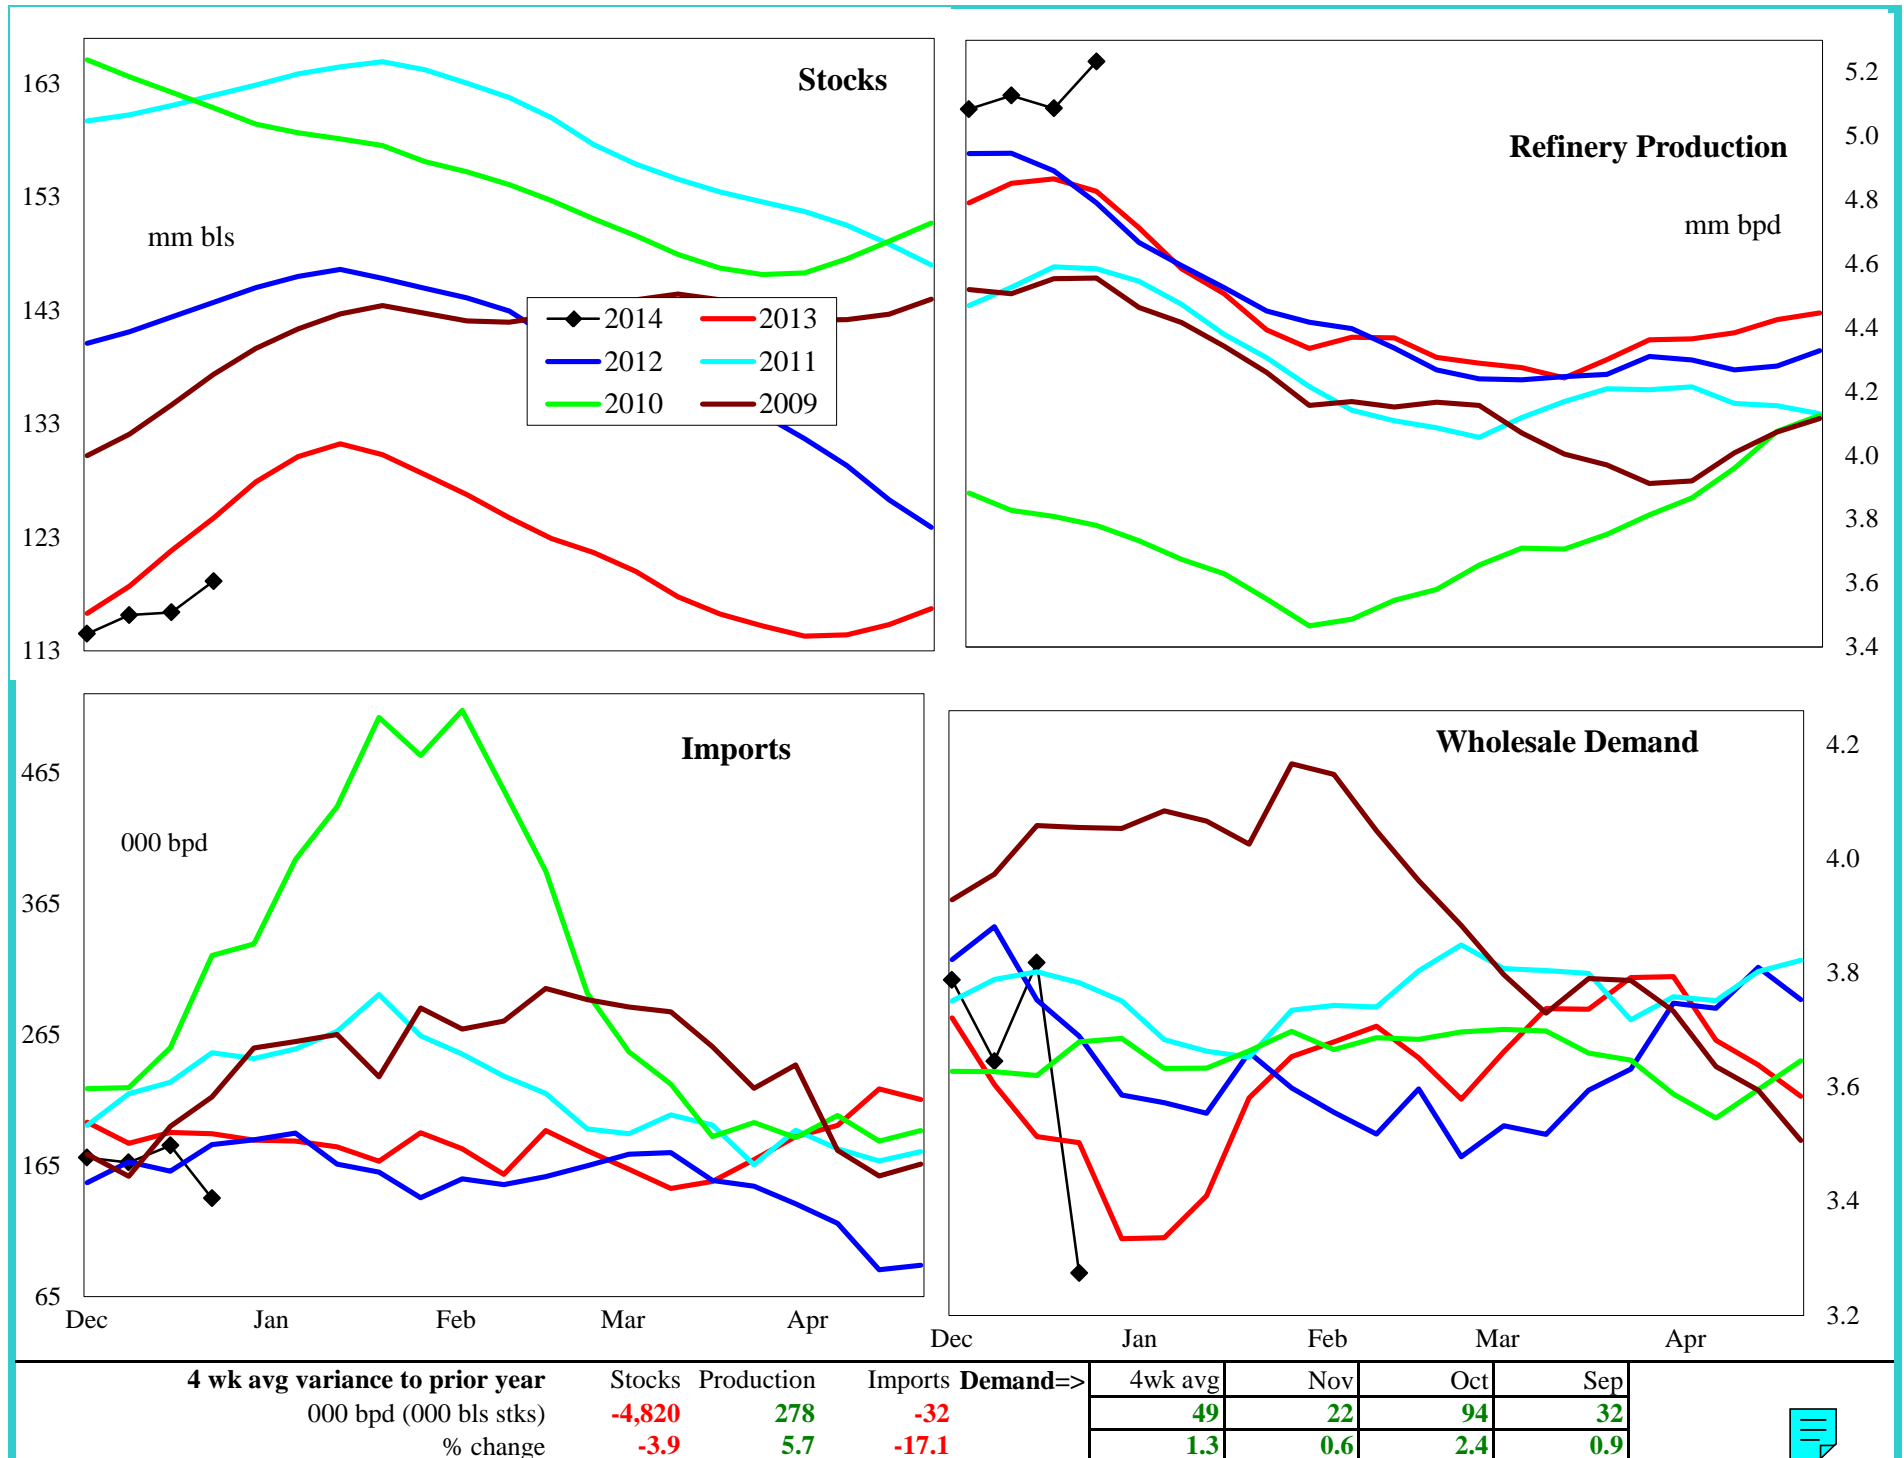 Stocks
163
153
143
133
123
113
mm bls
2014 2013
2012 2011
2010 2009
Refinery Production
mm bpd
5.2
5.0
4.8
4.6
4.4
4.2
4.0
3.8
3.6
3.4
Imports
000 bpd
465
365
265
165
65
Dec Jan Feb Mar Apr
Wholesale Demand
4.2
4.0
3.8
3.6
3.4
3.2
Dec Jan Feb Mar Apr
4 wk avg variance to prior year Stocks Production Imports Demand=> 4wk avg Nov Oct Sep
000 bpd (000 bls stks) -4,820 278 -32 49 22 94 32
% change -3.9 5.7 -17.1 1.3 0.6 2.4 0.9